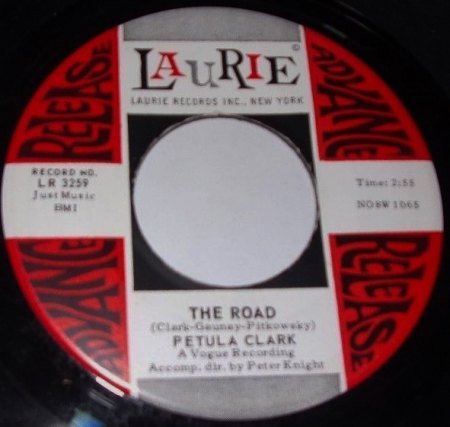 LAURIE ©
LAURIE RECORDS INC., NEW YORK
ADVANCE RELEASE
ADVANCE RELEASE
RECORD NO.
LR 3259
Just Music
BMI
Time: 2:55
NO8W 1065
THE ROAD
(Clark-Gauney-Pitkowsky)
PETULA CLARK
A Vogue Recording
Accomp. dir. by Peter Knight